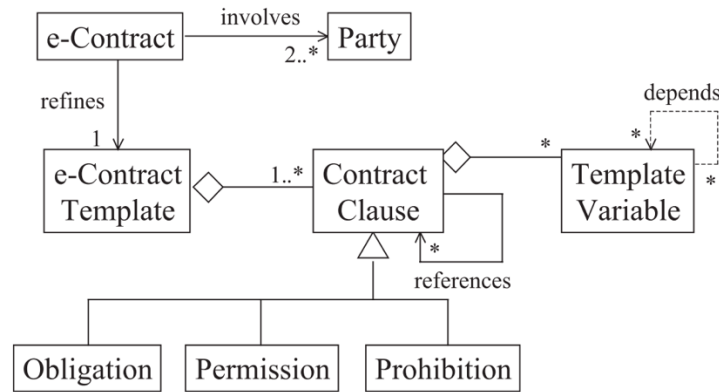 involves
e-Contract
Party
2..*
refines
depends
1
*
e-Contract
Template
1..*
Contract
Clause
*
Template
Variable
*
*
references
Obligation
Permission
Prohibition